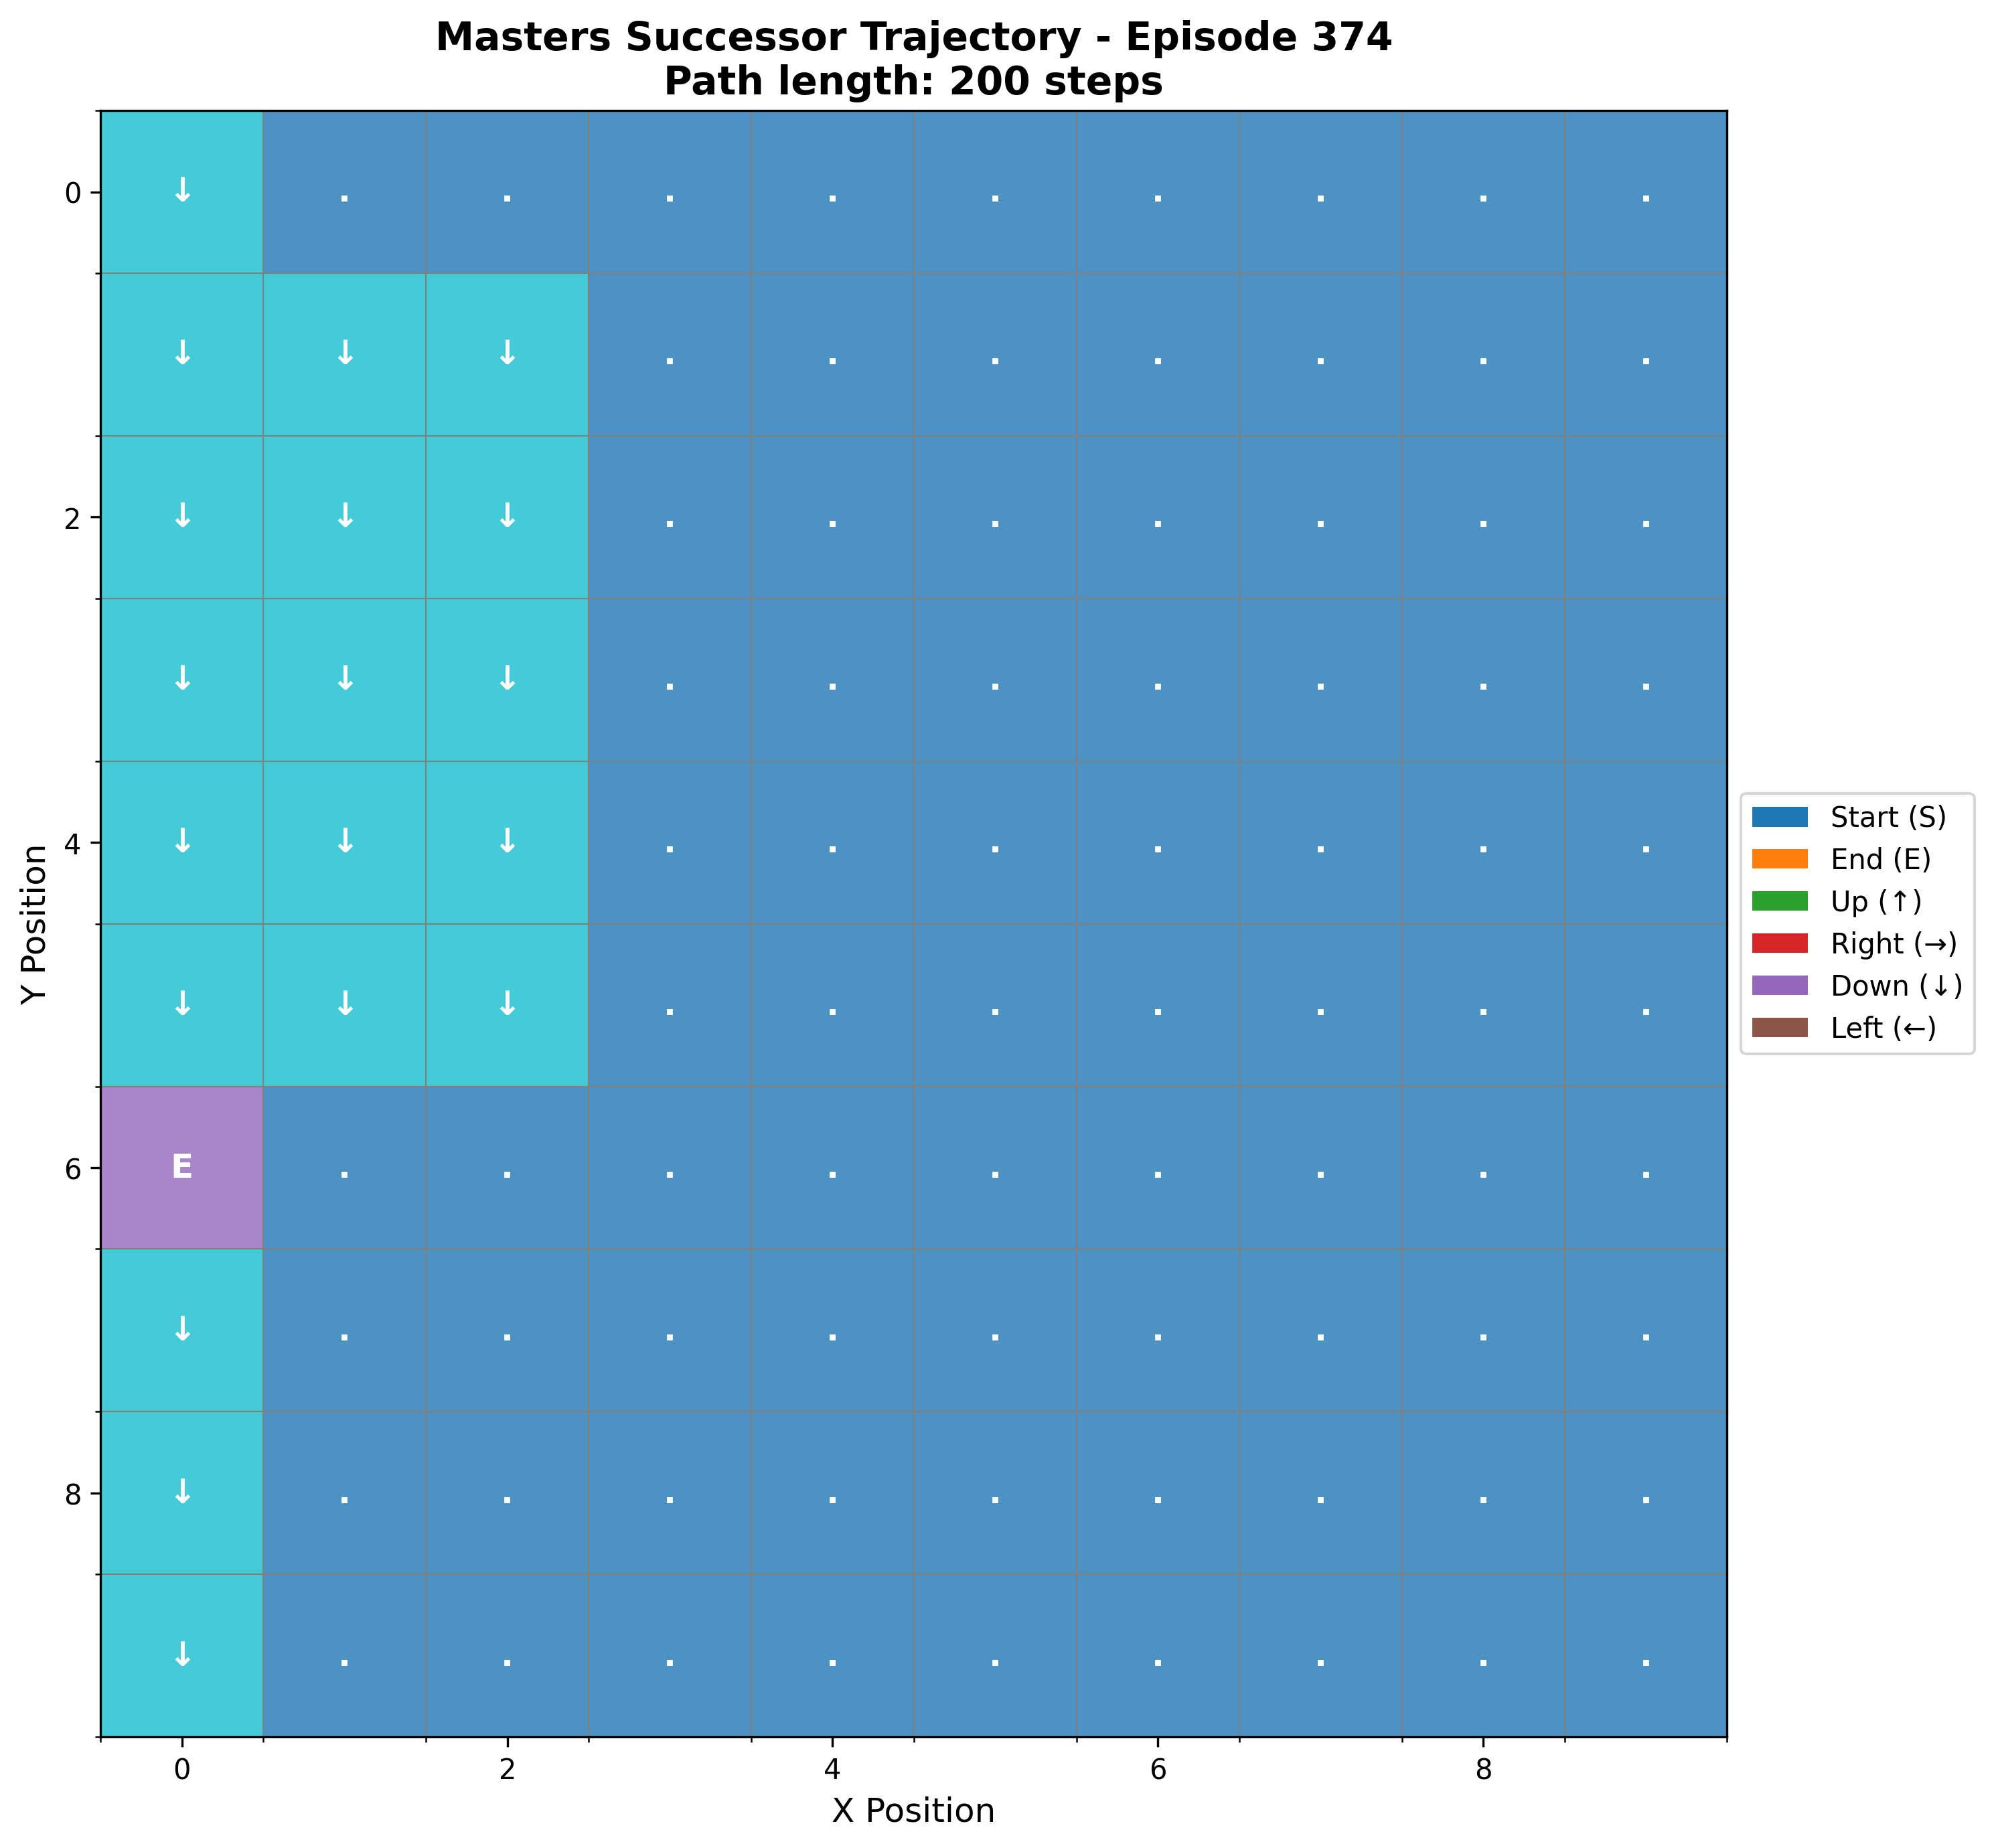 Masters Successor Trajectory - Episode 374
Path length: 200 steps
0 ↓ . . . . . . . . .
↓ ↓ ↓ . . . . . . .
2 ↓ ↓ ↓ . . . . . . .
↓ ↓ ↓ . . . . . . .
4 ↓ ↓ ↓ . . . . . . .
↓ ↓ ↓ . . . . . . .
6 E . . . . . . . . .
↓ . . . . . . . . .
8 ↓ . . . . . . . . .
↓ . . . . . . . . .
0 2 4 6 8
X Position
Y Position
Start (S)
End (E)
Up (↑)
Right (→)
Down (↓)
Left (←)